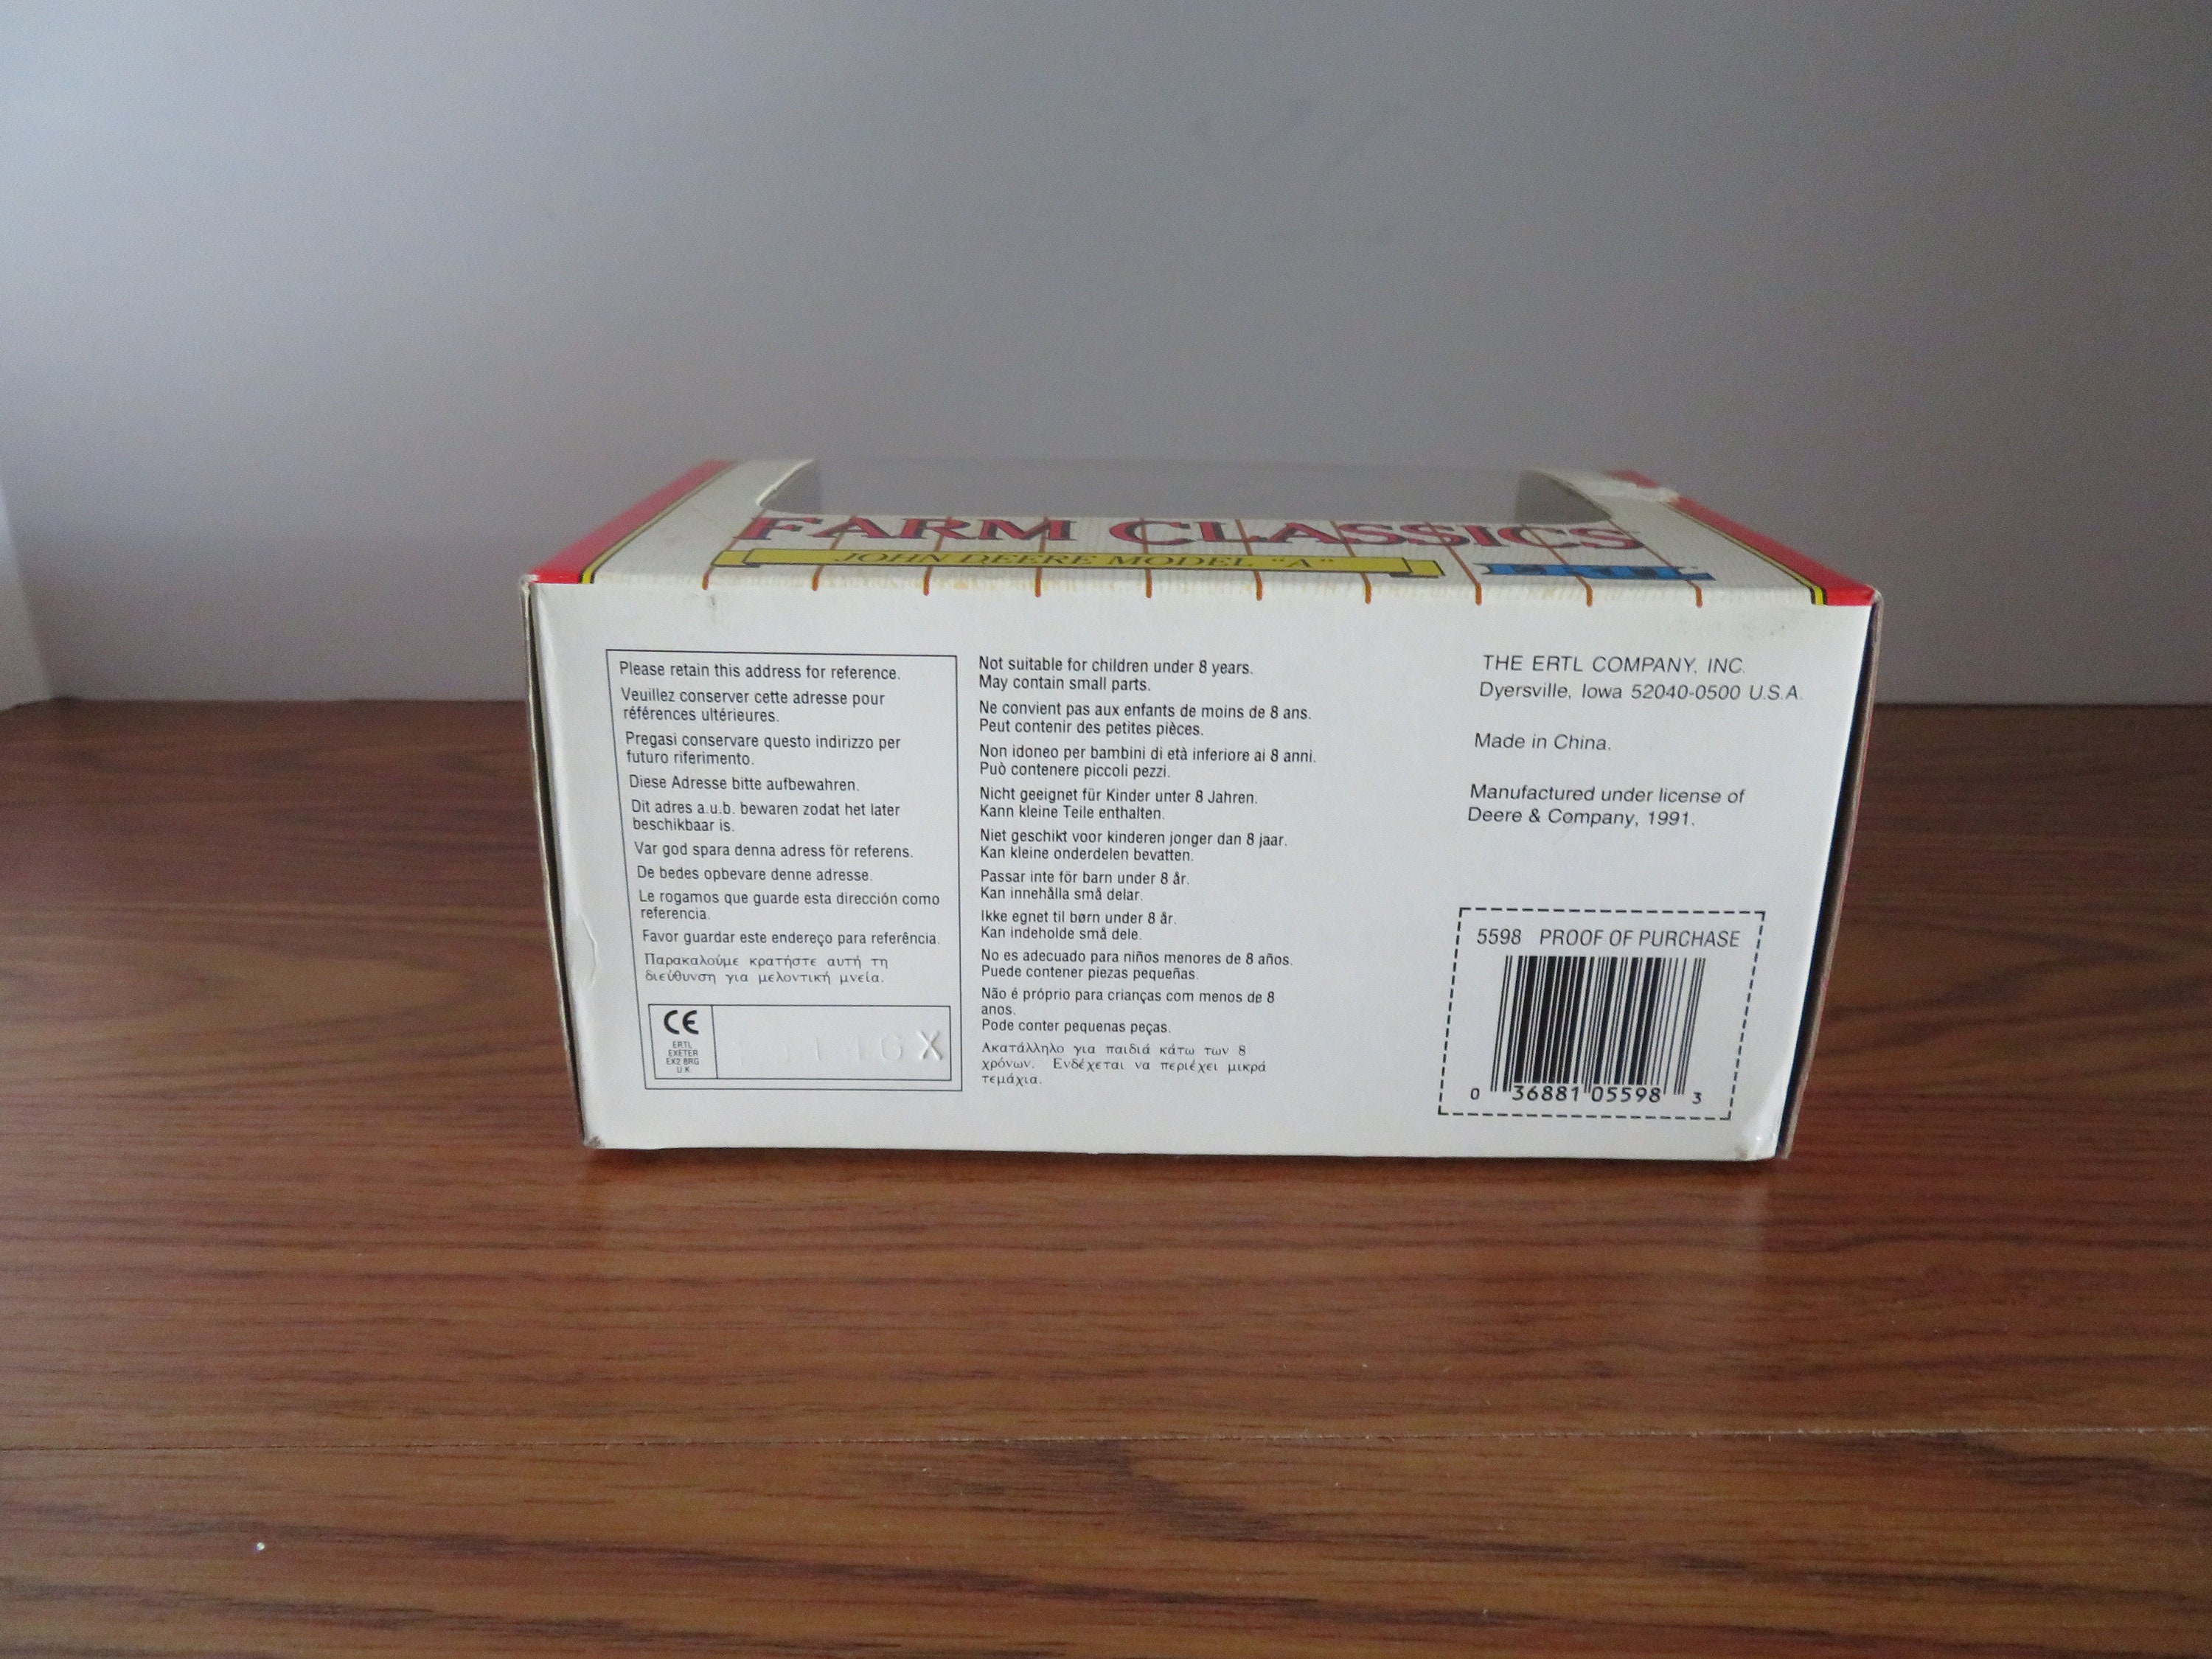 FARM CLASSICS
JOHN DEERE MODEL "A"
ERTL
Please retain this address for reference.
Veuillez conserver cette adresse pour
références ultérieures.
Pregasi conservare questo indirizzo per
futuro riferimento.
Diese Adresse bitte aufbewahren.
Dit adres a.u.b. bewaren zodat het later
beschikbaar is.
Var god spara denna adress för referens.
De bedes opbevare denne adresse.
Le rogamos que guarde esta dirección como
referencia.
Favor guardar este endereço para referência.
Παρακαλούμε κρατήστε αυτή τη
διεύθυνση για μελοντική μνεία.
CE
ERTL
EXETER
EX2 8RG
U K
X
Not suitable for children under 8 years.
May contain small parts.
Ne convient pas aux enfants de moins de 8 ans.
Peut contenir des petites pièces.
Non idoneo per bambini di età inferiore ai 8 anni.
Può contenere piccoli pezzi.
Nicht geeignet für Kinder unter 8 Jahren.
Kann kleine Teile enthalten.
Niet geschikt voor kinderen jonger dan 8 jaar.
Kan kleine onderdelen bevatten.
Passar inte för barn under 8 år.
Kan innehålla små delar.
Ikke egnet til børn under 8 år.
Kan indeholde små dele.
No es adecuado para niños menores de 8 años.
Puede contener piezas pequeñas.
Não é próprio para crianças com menos de 8
anos.
Pode conter pequenas peças.
Ακατάλληλο για παιδιά κάτω των 8
χρόνων. Ενδέχεται να περιέχει μικρά
τεμάχια.
THE ERTL COMPANY, INC.
Dyersville, Iowa 52040-0500 U.S.A.
Made in China.
Manufactured under license of
Deere & Company, 1991.
5598 PROOF OF PURCHASE
0 36881 05598 3